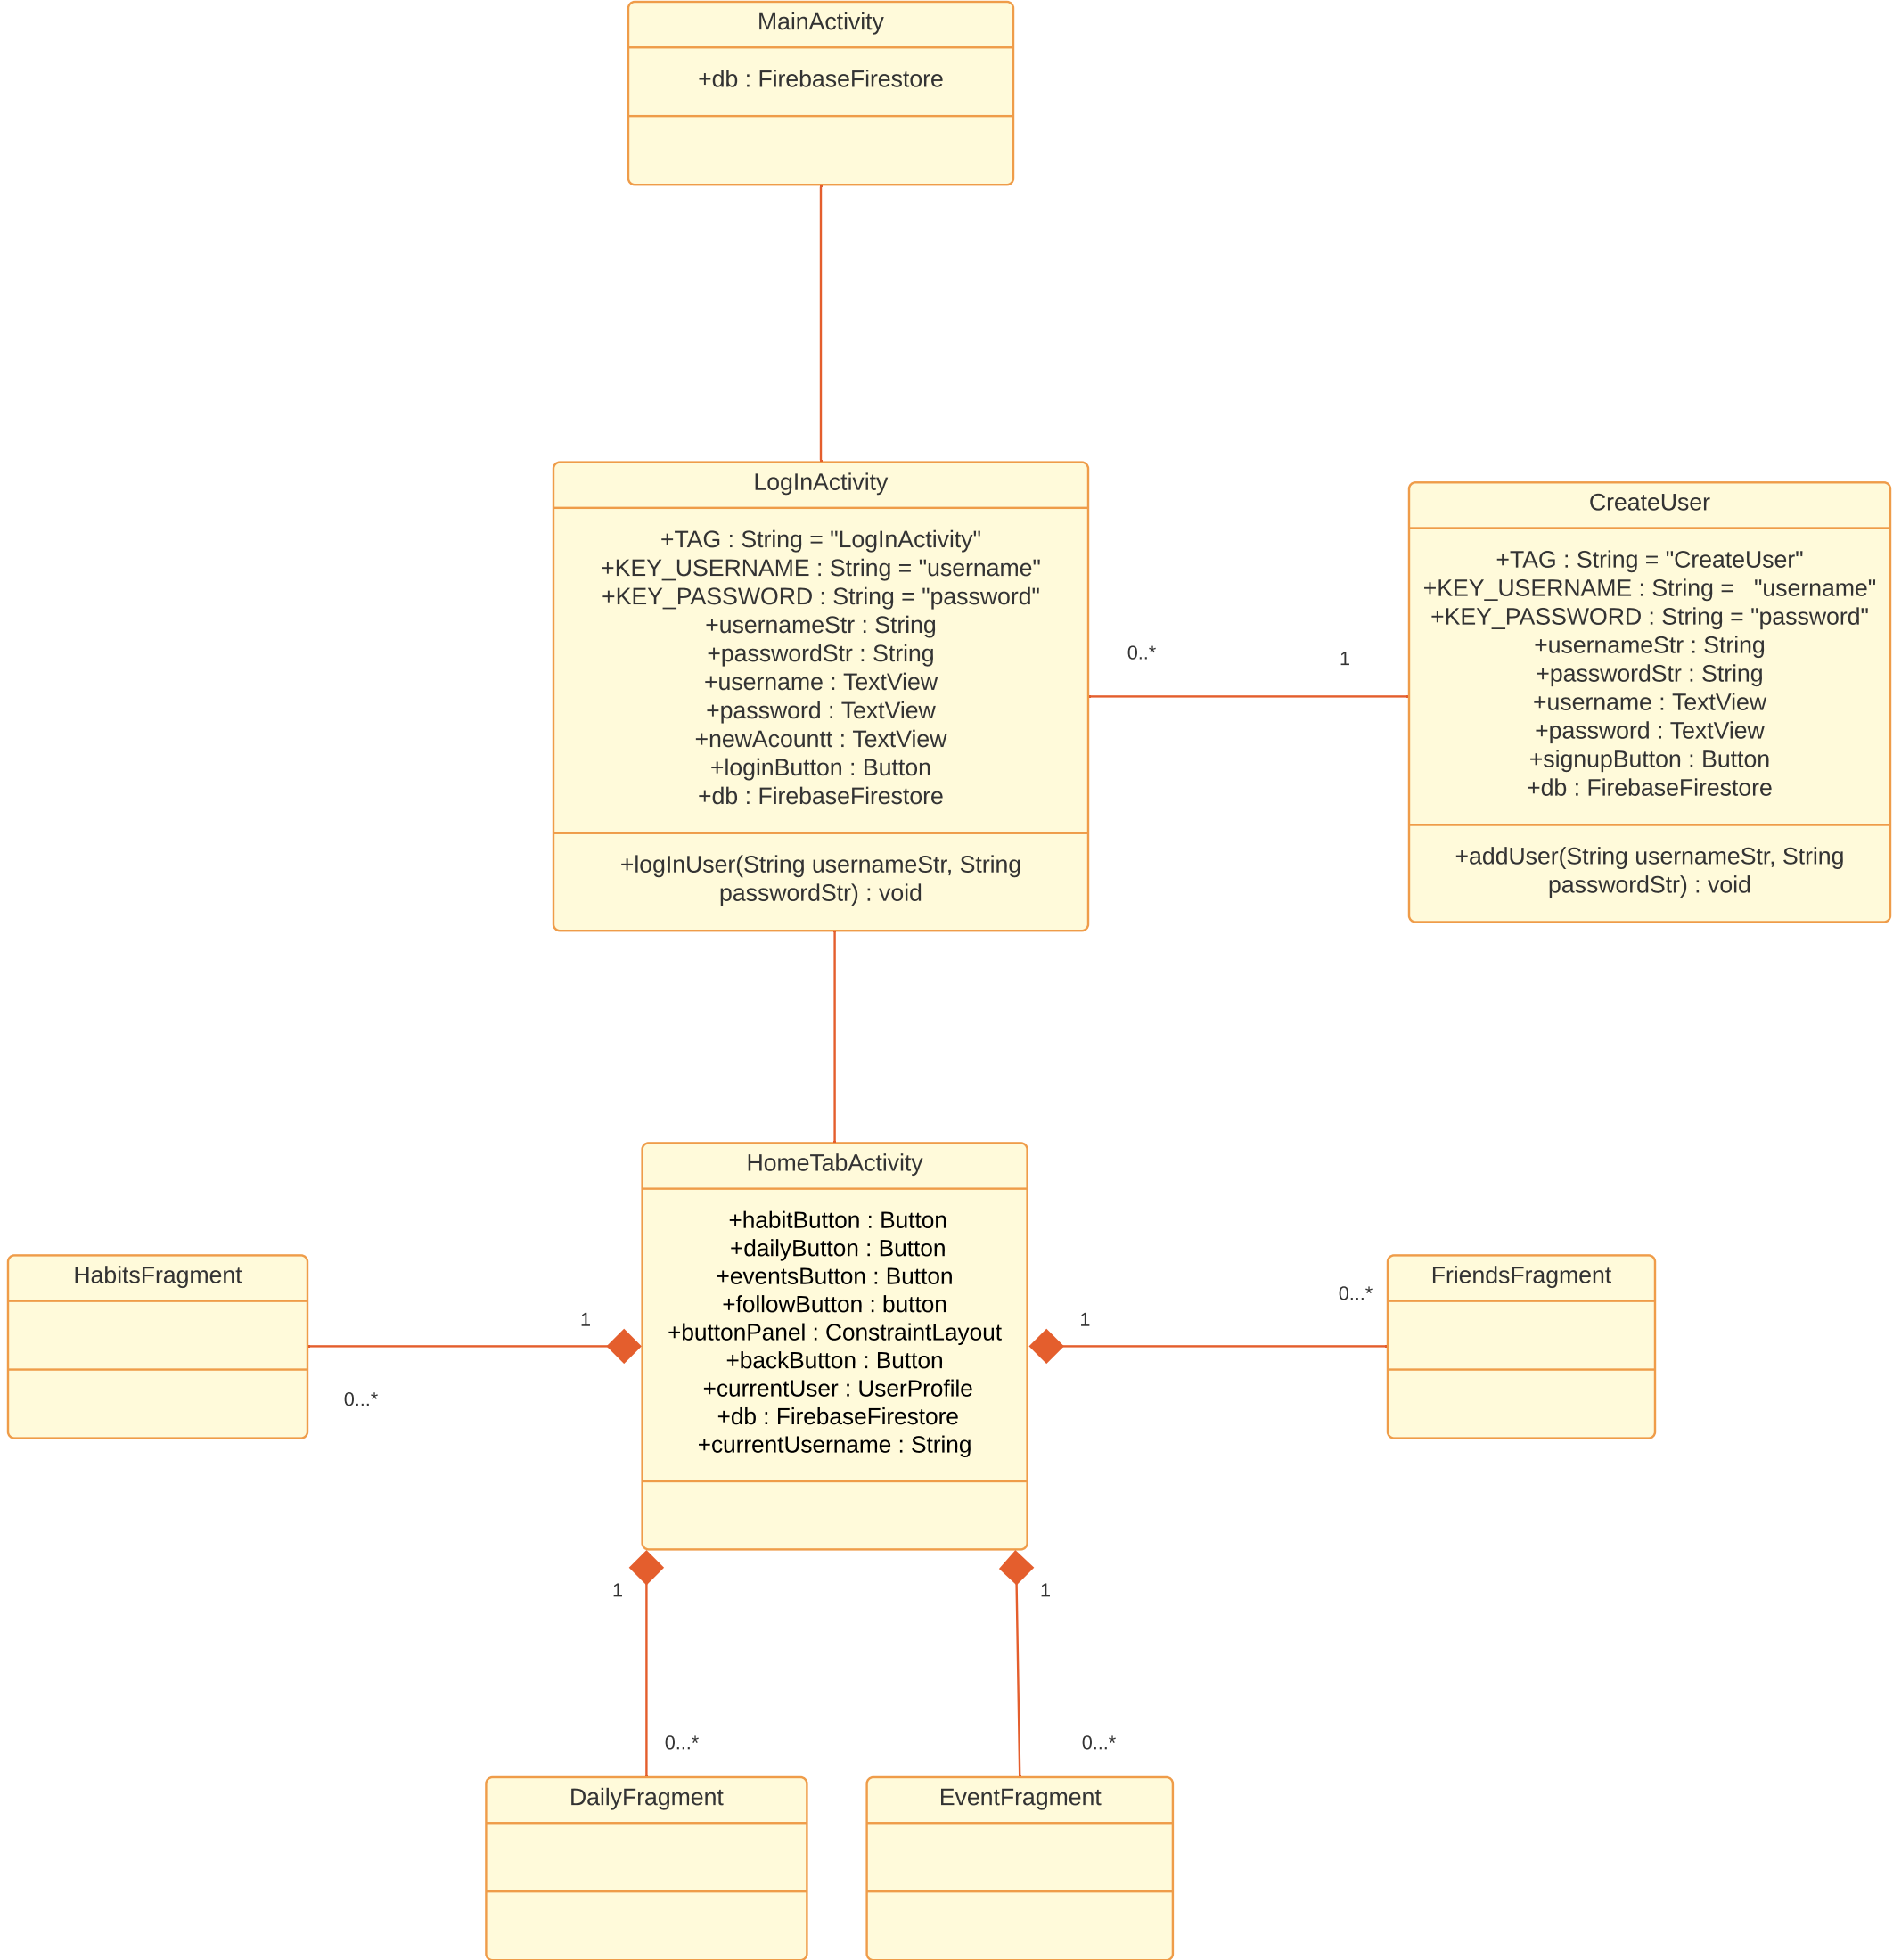 MainActivity
+db : FirebaseFirestore
LogInActivity
+TAG : String = "LogInActivity"
+KEY_USERNAME : String = "username"
+KEY_PASSWORD : String = "password"
+usernameStr : String
+passwordStr : String
+username : TextView
+password : TextView
+newAcountt : TextView
+loginButton : Button
+db : FirebaseFirestore
+logInUser(String usernameStr, String
passwordStr) : void
0..*
1
CreateUser
+TAG : String = "CreateUser"
+KEY_USERNAME : String =   "username"
+KEY_PASSWORD : String = "password"
+usernameStr : String
+passwordStr : String
+username : TextView
+password : TextView
+signupButton : Button
+db : FirebaseFirestore
+addUser(String usernameStr, String
passwordStr) : void
HomeTabActivity
+habitButton : Button
+dailyButton : Button
+eventsButton : Button
+followButton : button
+buttonPanel : ConstraintLayout
+backButton : Button
+currentUser : UserProfile
+db : FirebaseFirestore
+currentUsername : String
HabitsFragment
1
0...*
1
0...*
FriendsFragment
1
1
0...*
0...*
DailyFragment
EventFragment